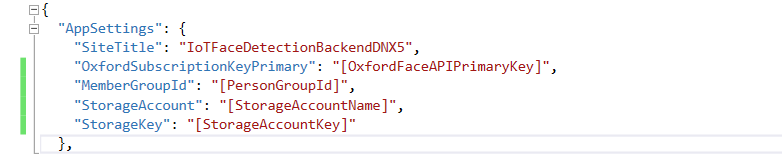 {
"AppSettings": {
"SiteTitle": "IoTFaceDetectionBackendDNX5",
"OxfordSubscriptionKeyPrimary": "[OxfordFaceAPIPrimaryKey]",
"MemberGroupId": "[PersonGroupId]",
"StorageAccount": "[StorageAccountName]",
"StorageKey": "[StorageAccountKey]"
},